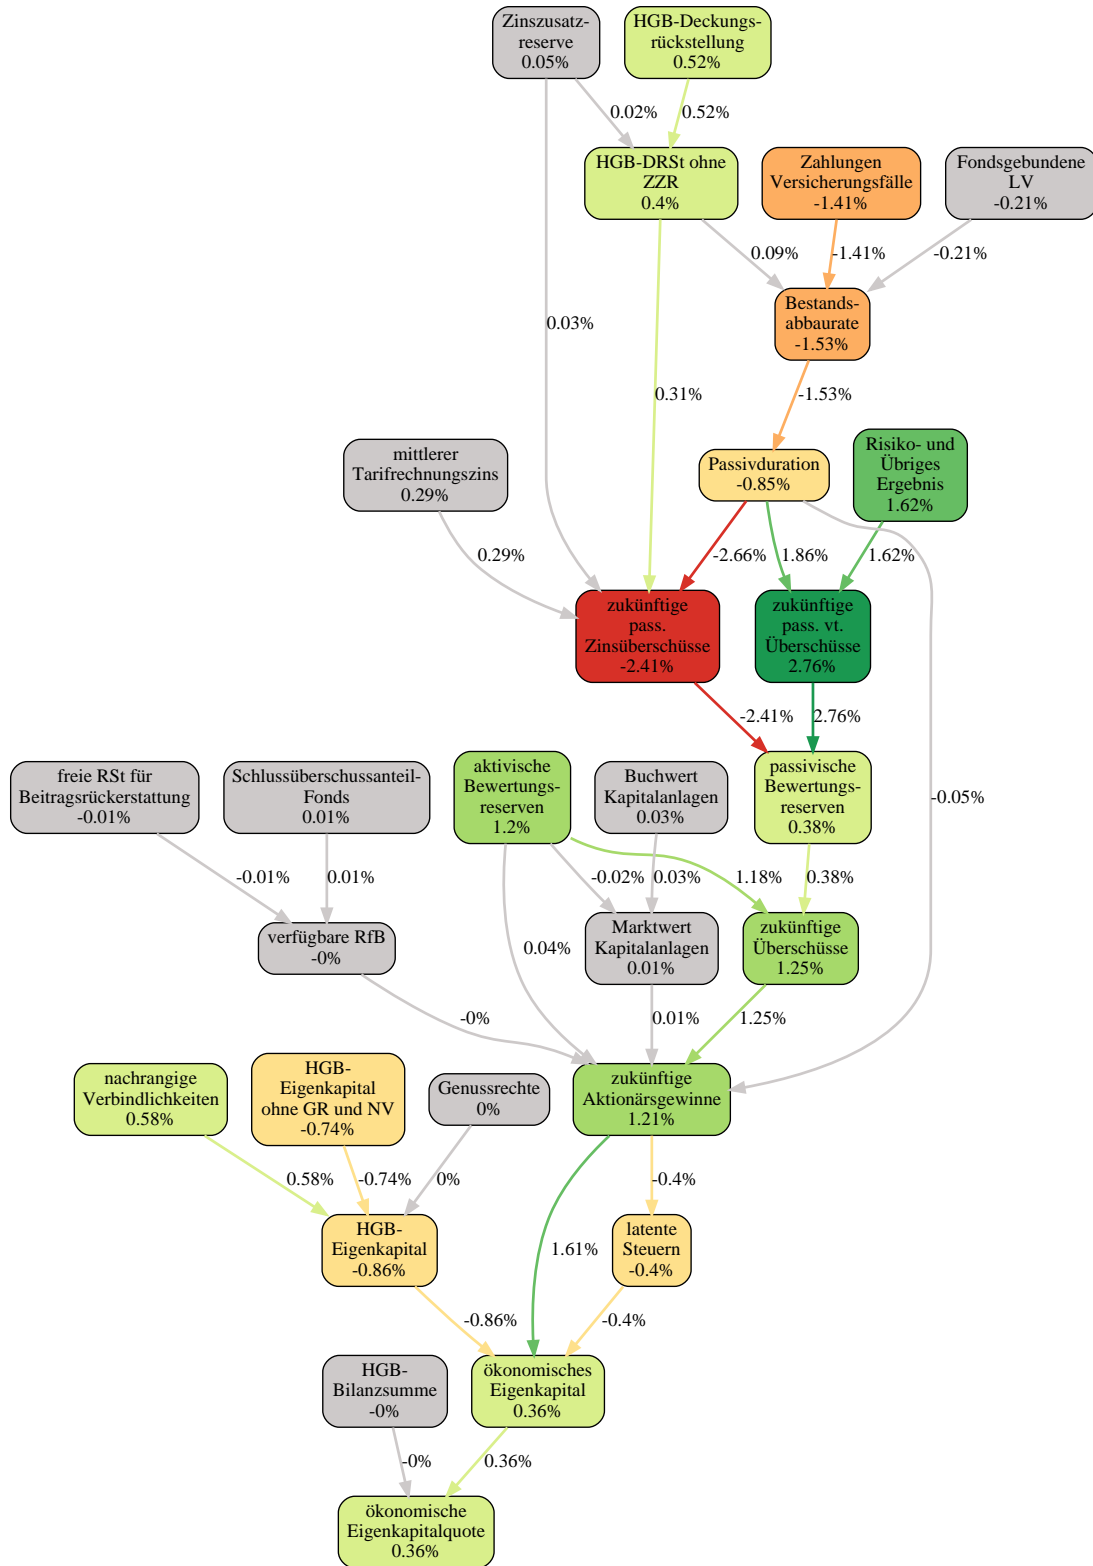 Zinszusatz-
reserve
0.05%
HGB-Deckungs-
rückstellung
0.52%
0.02%
0.52%
HGB-DRSt ohne
ZZR
0.4%
Zahlungen
Versicherungsfälle
-1.41%
Fondsgebundene
LV
-0.21%
0.09%
-1.41%
-0.21%
Bestands-
abbaurate
-1.53%
0.03%
0.31%
-1.53%
mittlerer
Tarifrechnungszins
0.29%
Passivduration
-0.85%
Risiko- und
Übriges
Ergebnis
1.62%
0.29%
-2.66%
1.86%
1.62%
zukünftige
pass.
Zinsüberschüsse
-2.41%
zukünftige
pass. vt.
Überschüsse
2.76%
-2.41%
2.76%
-0.05%
freie RSt für
Beitragsrückerstattung
-0.01%
Schlussüberschussanteil-
Fonds
0.01%
aktivische
Bewertungs-
reserven
1.2%
Buchwert
Kapitalanlagen
0.03%
passivische
Bewertungs-
reserven
0.38%
-0.01%
0.01%
-0.02%
0.03%
1.18%
0.38%
verfügbare RfB
-0%
0.04%
Marktwert
Kapitalanlagen
0.01%
zukünftige
Überschüsse
1.25%
-0%
0.01%
1.25%
nachrangige
Verbindlichkeiten
0.58%
HGB-
Eigenkapital
ohne GR und NV
-0.74%
Genussrechte
0%
zukünftige
Aktionärsgewinne
1.21%
0.58%
-0.74%
0%
1.61%
-0.4%
HGB-
Eigenkapital
-0.86%
latente
Steuern
-0.4%
-0.86%
-0.4%
HGB-
Bilanzsumme
-0%
ökonomisches
Eigenkapital
0.36%
-0%
0.36%
ökonomische
Eigenkapitalquote
0.36%